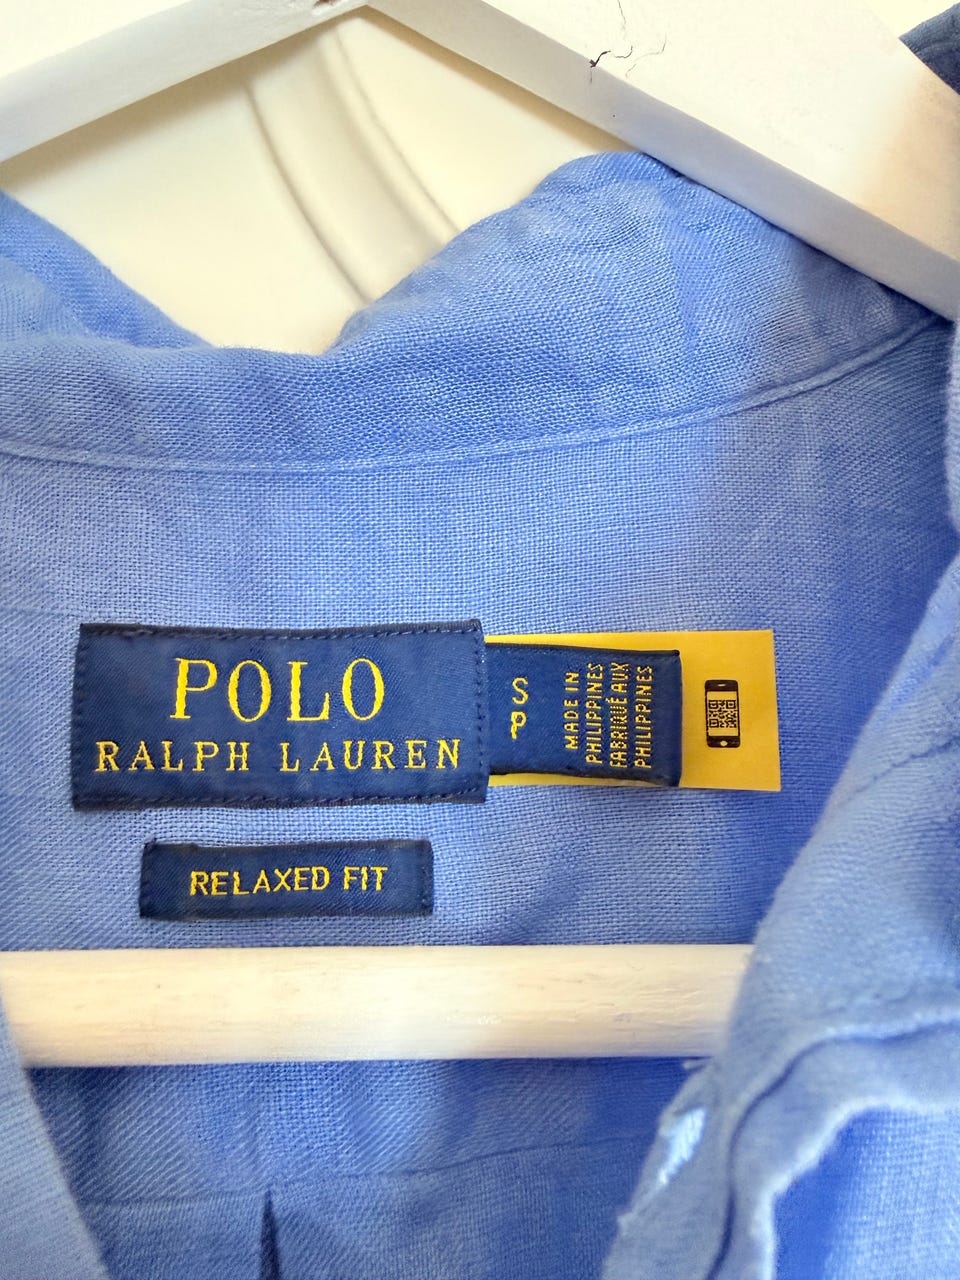 POLO
RALPH LAUREN
S
P
MADE IN
PHILIPPINES
FABRIQUÉ AUX
PHILIPPINES
RELAXED FIT